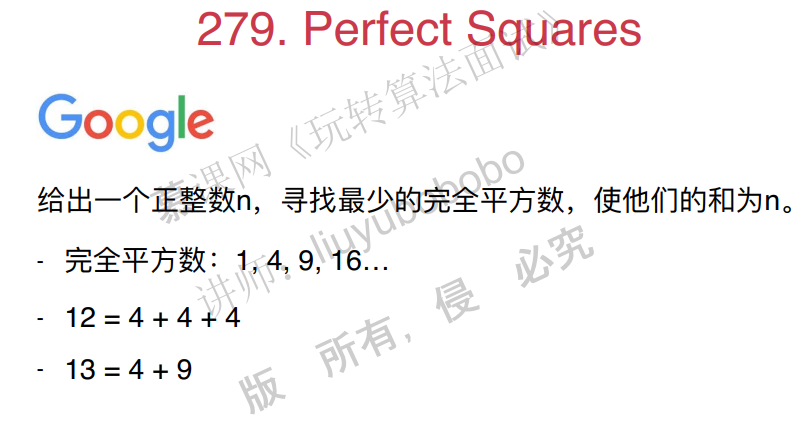 279. Perfect Squares
Google
给出一个正整数n，寻找最少的完全平方数，使他们的和为n。
- 完全平方数：1, 4, 9, 16…
- 12 = 4 + 4 + 4
- 13 = 4 + 9
慕课网《玩转算法面试》
讲师：liuyubobobo
版 所有，侵 必究